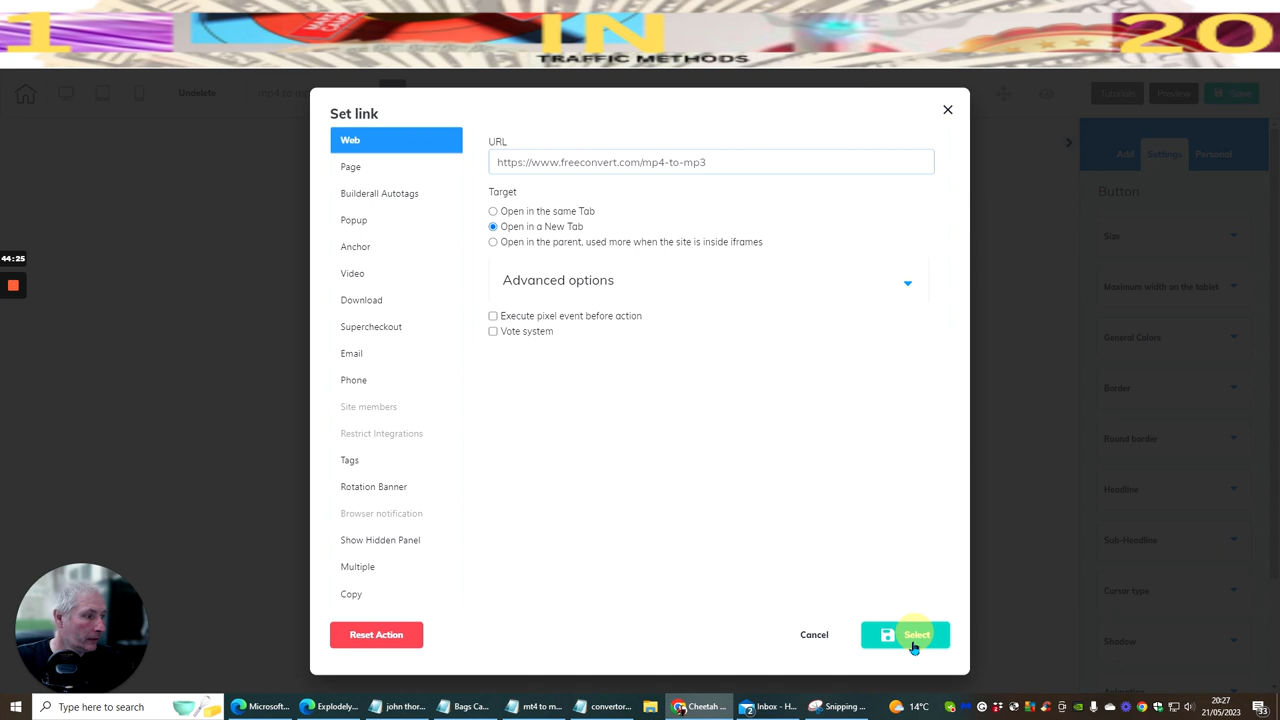 1 IN 20
TRAFFIC METHODS
Undelete
Tutorials
Preview
Save
Set link
Web
Page
Builderall Autotags
Popup
Anchor
Video
Download
Supercheckout
Email
Phone
Site members
Restrict Integrations
Tags
Rotation Banner
Browser notification
Show Hidden Panel
Multiple
Copy
URL
https://www.freeconvert.com/mp4-to-mp3
Target
Open in the same Tab
Open in a New Tab
Open in the parent, used more when the site is inside iframes
Advanced options
Execute pixel event before action
Vote system
Reset Action
Cancel
Select
Add
Settings
Personal
Button
Size
Maximum width on the tablet
General Colors
Border
Round border
Headline
Sub-Headline
Cursor type
Shadow
44:25
Type here to search
Microsoft...
Explodely...
john thor...
Bags Ca...
mt4 to m...
convertor...
Cheetah ...
Inbox - H...
Snipping ...
14°C
20:27
21/05/2023